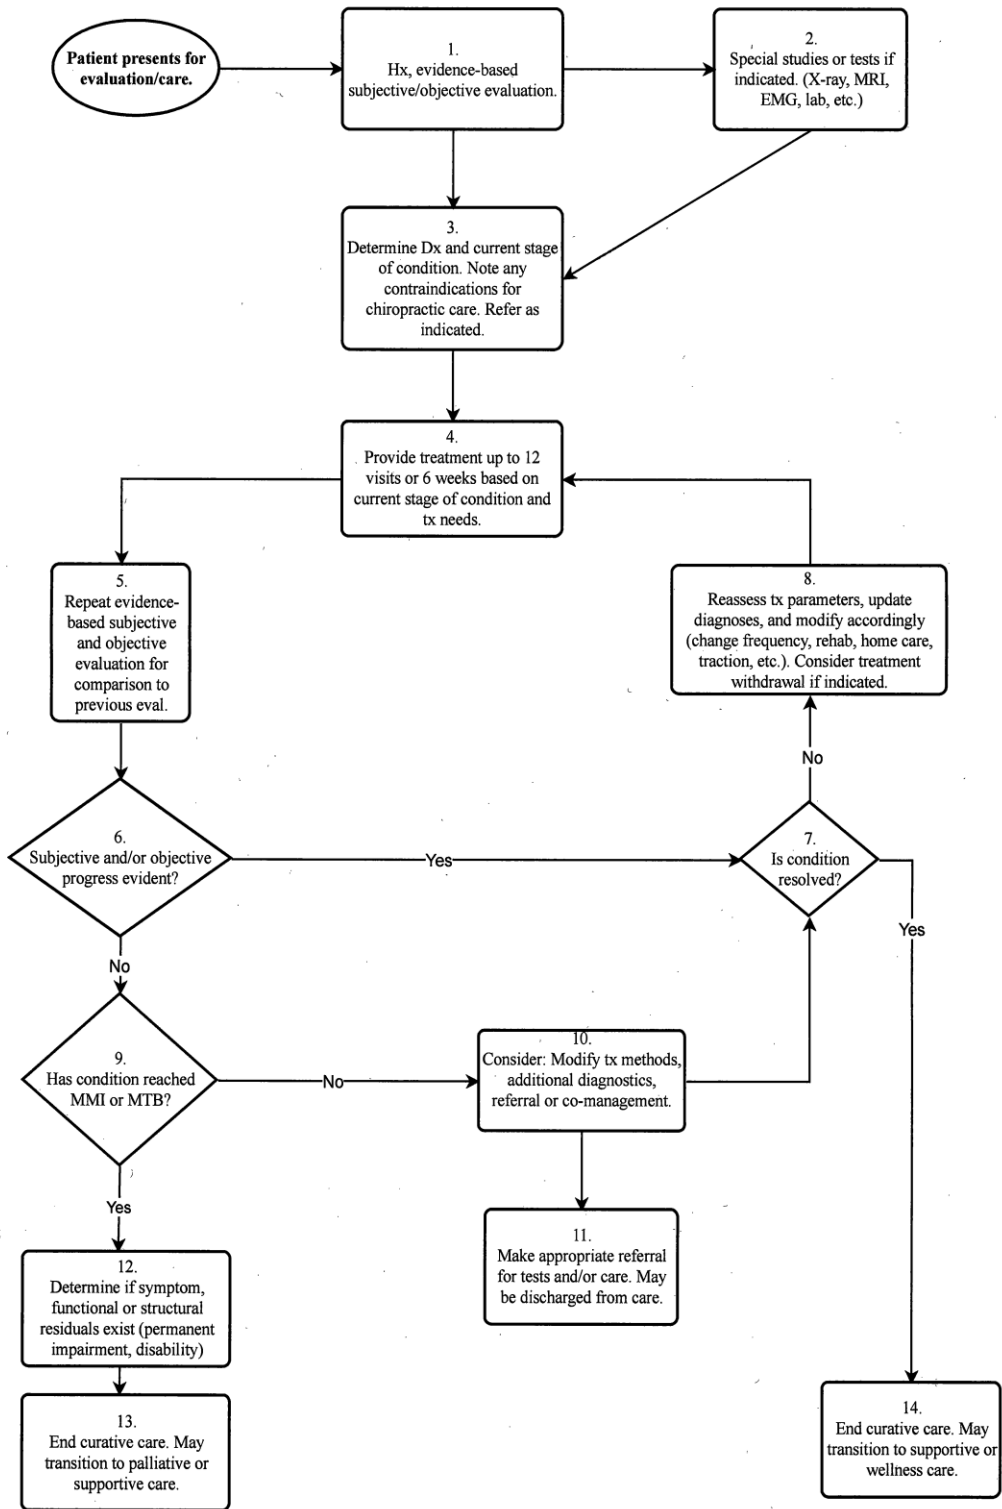 Patient presents for
evaluation/care.
1.
Hx, evidence-based
subjective/objective evaluation.
2.
Special studies or tests if
indicated. (X-ray, MRI,
EMG, lab, etc.)
3.
Determine Dx and current stage
of condition. Note any
contraindications for
chiropractic care. Refer as
indicated.
4.
Provide treatment up to 12
visits or 6 weeks based on
current stage of condition and
tx needs.
5.
Repeat evidence-
based subjective
and objective
evaluation for
comparison to
previous eval.
8.
Reassess tx parameters, update
diagnoses, and modify accordingly
(change frequency, rehab, home care,
traction, etc.). Consider treatment
withdrawal if indicated.
No
6.
Subjective and/or objective
progress evident?
Yes
7.
Is condition
resolved?
Yes
No
9.
Has condition reached
MMI or MTB?
No
10.
Consider: Modify tx methods,
additional diagnostics,
referral or co-management.
Yes
11.
Make appropriate referral
for tests and/or care. May
be discharged from care.
12.
Determine if symptom,
functional or structural
residuals exist (permanent
impairment, disability)
13.
End curative care. May
transition to palliative or
supportive care.
14.
End curative care. May
transition to supportive or
wellness care.